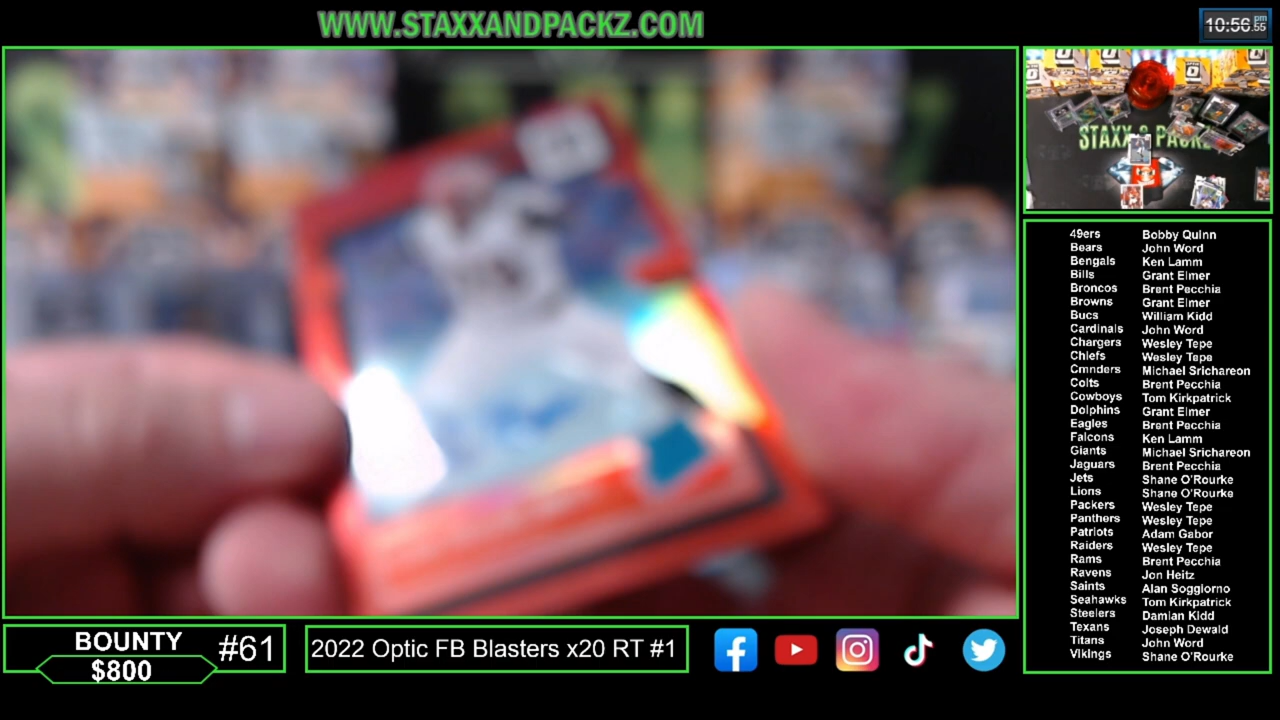 WWW.STAXXANDPACKZ.COM
10:56 pm
.55
STAXX & PACKZ
49ers Bobby Quinn
Bears John Word
Bengals Ken Lamm
Bills Grant Elmer
Broncos Brent Pecchia
Browns Grant Elmer
Bucs William Kidd
Cardinals John Word
Chargers Wesley Tepe
Chiefs Wesley Tepe
Cmnders Michael Srichareon
Colts Brent Pecchia
Cowboys Tom Kirkpatrick
Dolphins Grant Elmer
Eagles Brent Pecchia
Falcons Ken Lamm
Giants Michael Srichareon
Jaguars Brent Pecchia
Jets Shane O'Rourke
Lions Shane O'Rourke
Packers Wesley Tepe
Panthers Wesley Tepe
Patriots Adam Gabor
Raiders Wesley Tepe
Rams Brent Pecchia
Ravens Jon Heitz
Saints Alan Soggiorno
Seahawks Tom Kirkpatrick
Steelers Damian Kidd
Texans Joseph Dewald
Titans John Word
Vikings Shane O'Rourke
BOUNTY #61
$800
2022 Optic FB Blasters x20 RT #1